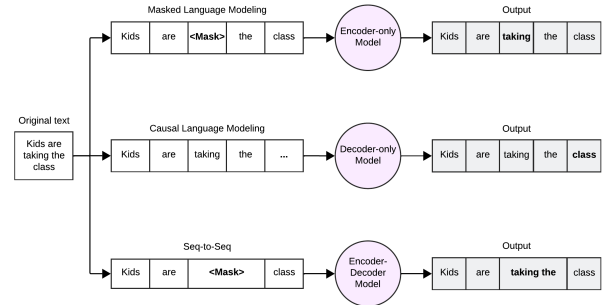 Masked Language Modeling
Kids are <Mask> the class
Encoder-only
Model
Output
Kids are taking the class
Original text
Kids are
taking the
class
Causal Language Modeling
Kids are taking the ...
Decoder-only
Model
Output
Kids are taking the class
Seq-to-Seq
Kids are <Mask> class
Encoder-
Decoder
Model
Output
Kids are taking the class